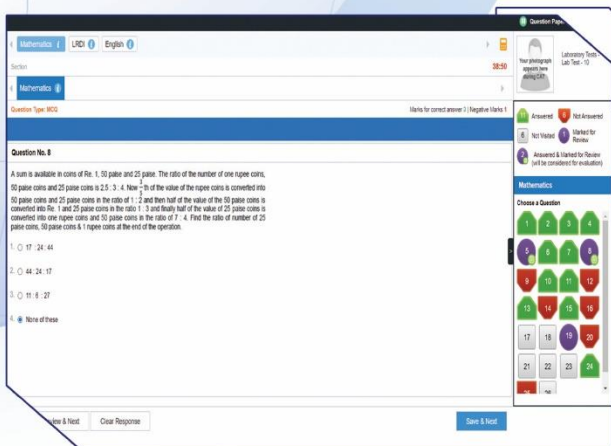 Question Pape
Mathematics i LRDI i English i
Section
38:50
Mathematics i
Question Type: MCQ
Marks for correct answer 3 | Negative Marks 1
Question No. 8
A sum is available in coins of Re. 1, 50 paise and 25 paise. The ratio of the number of one rupee coins,
50 paise coins and 25 paise coins is 2.5 : 3 : 4. Now th of the value of the rupee coins is converted into
50 paise coins and 25 paise coins in the ratio of 1 : 2 and then half of the value of the 50 paise coins is
converted into Re. 1 and 25 paise coins in the ratio 1 : 3 and finally half of the value of 25 paise coins is
converted into one rupee coins and 50 paise coins in the ratio of 7 : 4. Find the ratio of number of 25
paise coins, 50 paise coins & 1 rupee coins at the end of the operation.
1. 17 : 24 : 44
2. 44 : 24 : 17
3. 11 : 6 : 27
4. None of these
view & Next
Clear Response
Save & Next
Your photograph
appears here
during CAT
Laboratory Tests -
Lab Test - 10
11 Answered
6 Not Answered
6 Not Visited
1 Marked for
Review
2 Answered & Marked for Review
(will be considered for evaluation)
Mathematics
Choose a Question
1 2 3 4
5 6 7 8
9 10 11 12
13 14 15 16
17 18 19 20
21 22 23 24